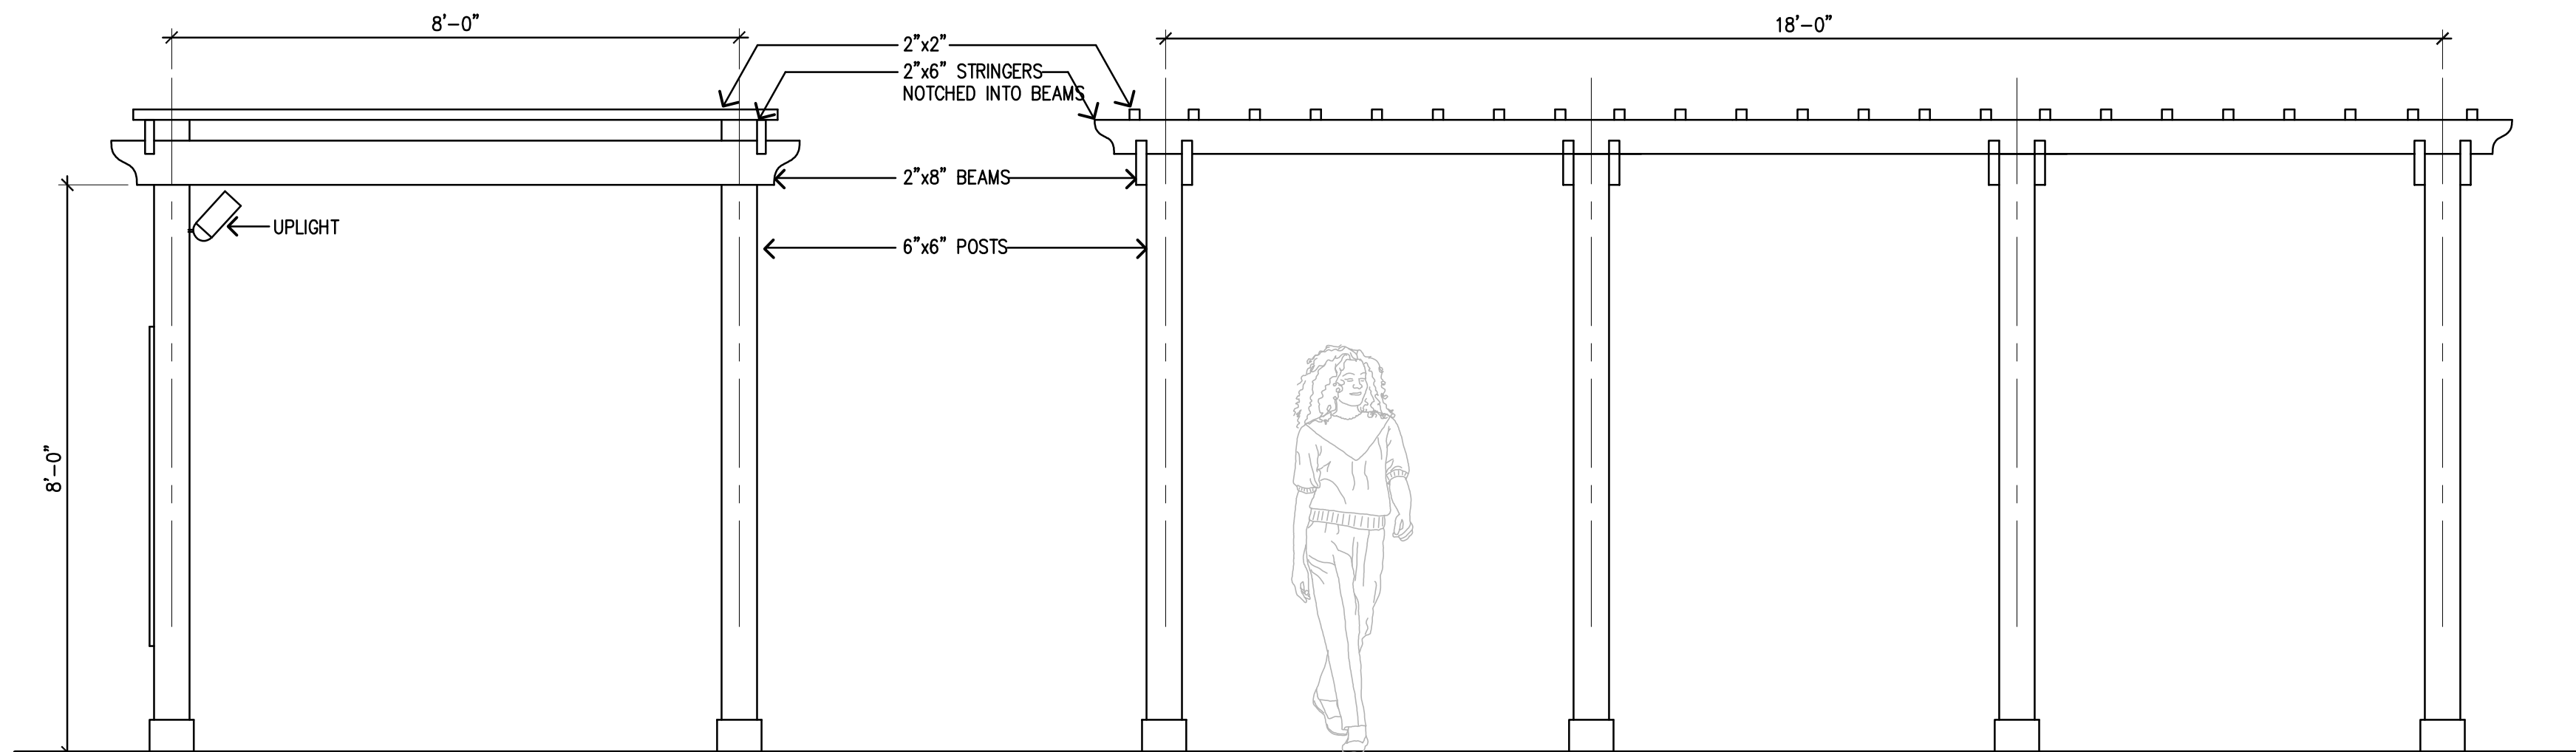 8'-0"
18'-0"
2"x2"
2"x6" STRINGERS
NOTCHED INTO BEAMS
2"x8" BEAMS
UPLIGHT
6"x6" POSTS
8'-0"